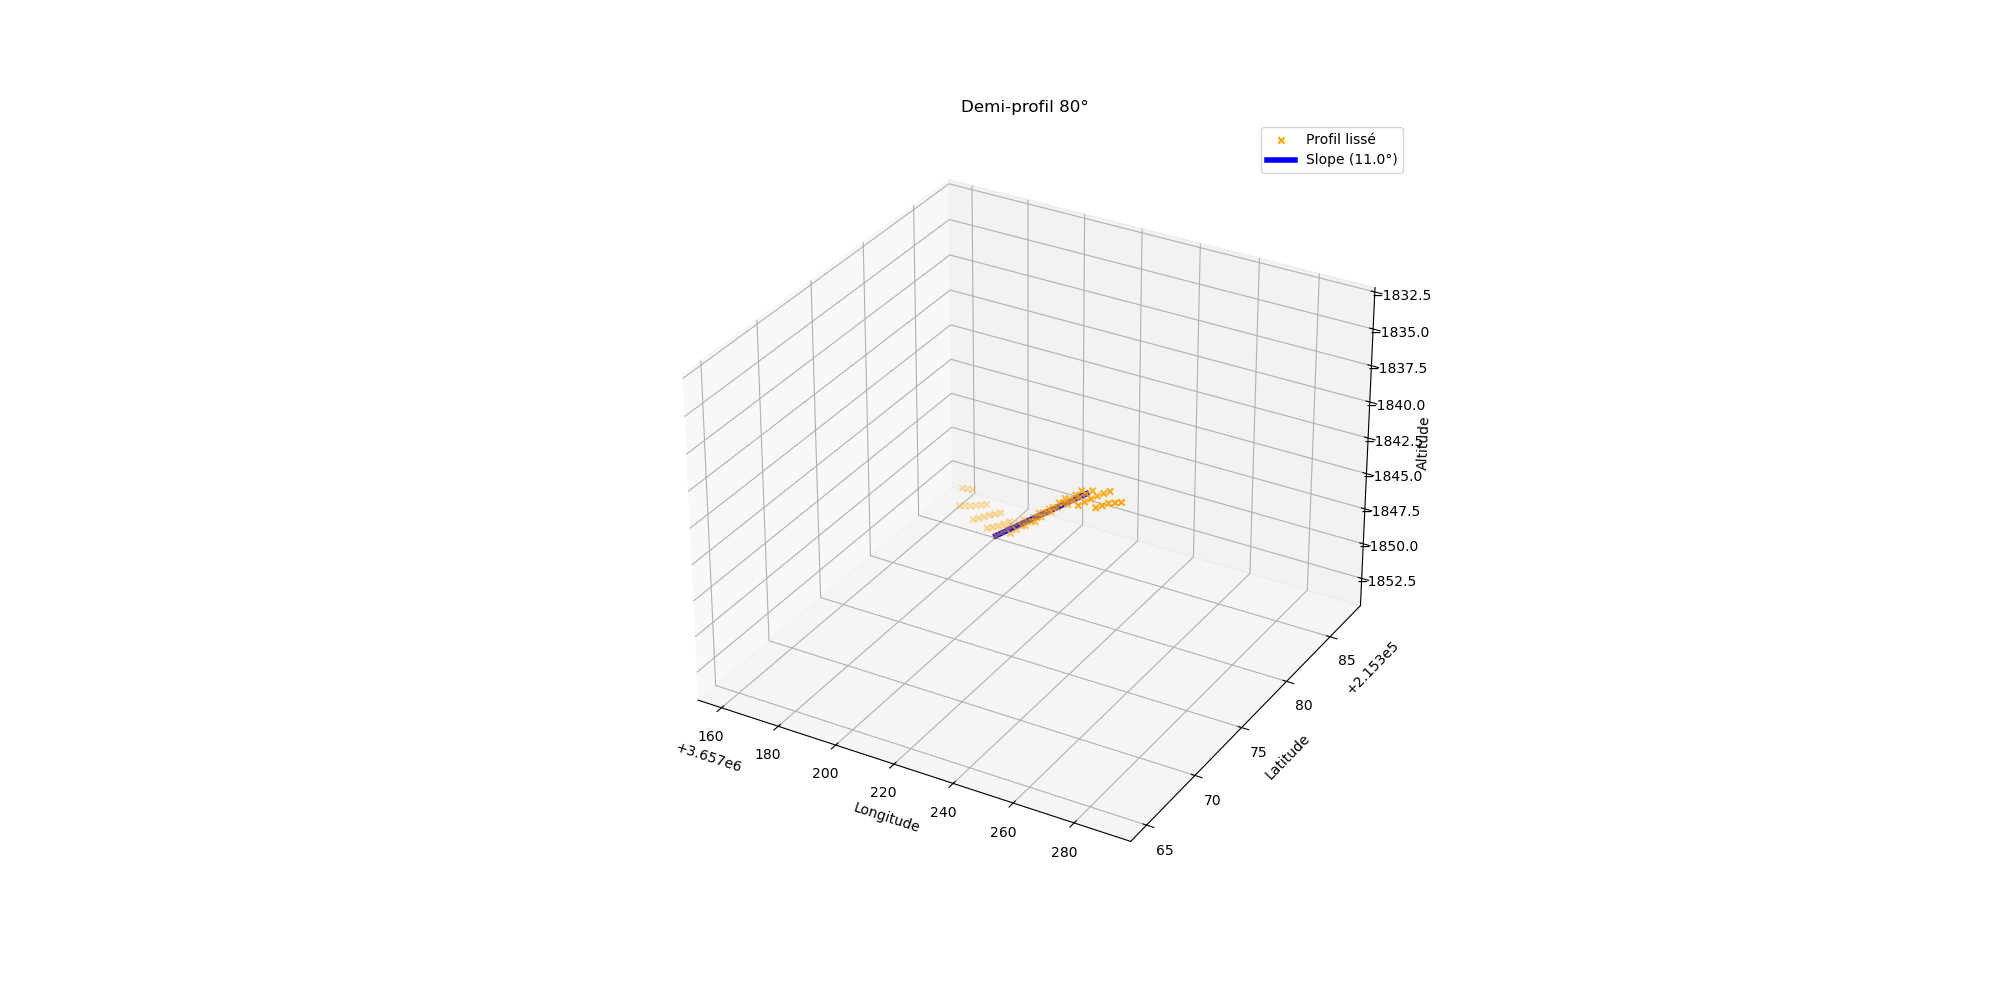 Demi-profil 80°
Profil lissé
Slope (11.0°)
−1832.5
−1835.0
−1837.5
−1840.0
−1842.5
Altitude
−1845.0
−1847.5
−1850.0
−1852.5
85
+2.153e5
80
75
Latitude
70
65
160
+3.657e6
180
200
220
Longitude
240
260
280